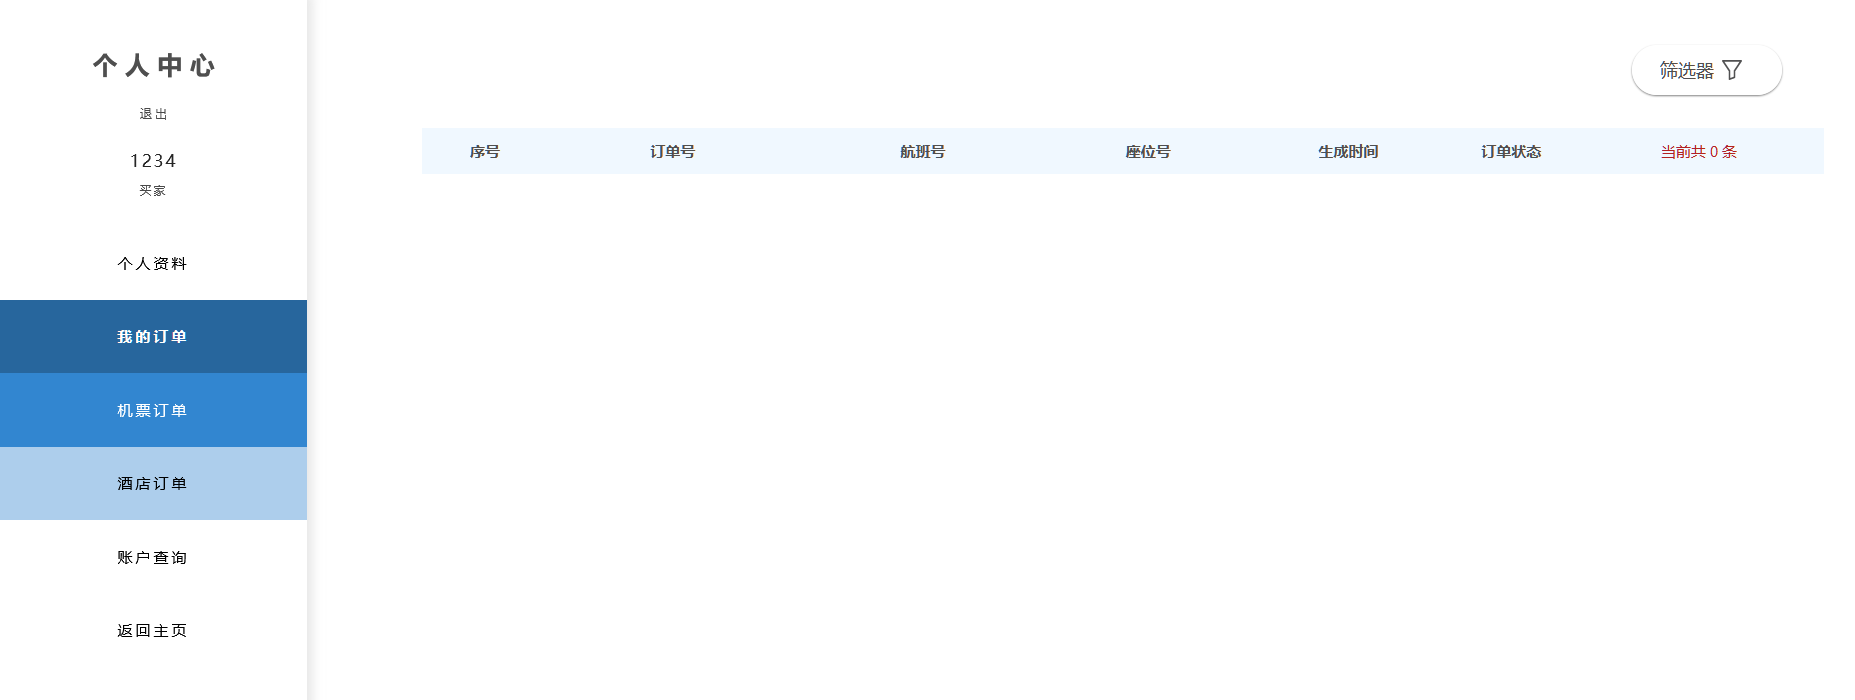 个人中心
退出
1234
买家
个人资料
我的订单
机票订单
酒店订单
账户查询
返回主页
筛选器
序号 订单号 航班号 座位号 生成时间 订单状态 当前共 0 条